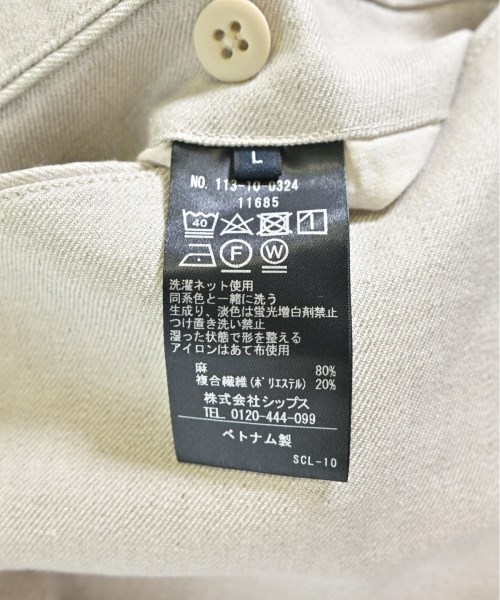 L
NO. 113-10-0324
11685
40
F W
洗濯ネット使用
同系色と一緒に洗う
生成り、淡色は蛍光増白剤禁止
つけ置き洗い禁止
湿った状態で形を整える
アイロンはあて布使用
麻 80%
複合繊維(ポリエステル) 20%
株式会社シップス
TEL 0120-444-099
ベトナム製
SCL-10